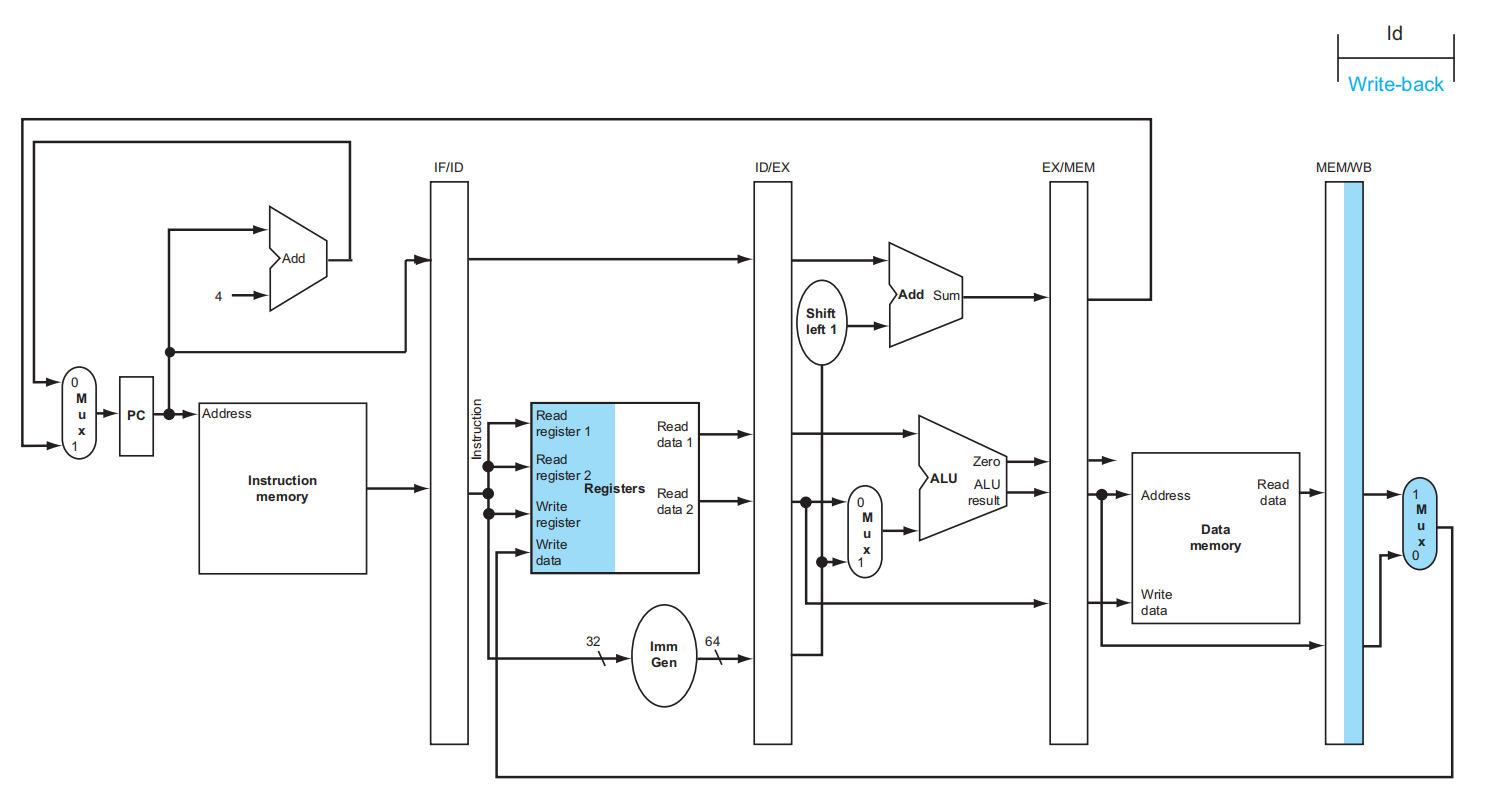 ld
Write-back
IF/ID
ID/EX
EX/MEM
MEM/WB
Add
4
Shift
left 1
Add Sum
0
M
u
x
1
PC
Address
Instruction
memory
Instruction
Read
register 1
Read
register 2
Write
register
Write
data
Registers
Read
data 1
Read
data 2
32
Imm
Gen
64
0
M
u
x
1
ALU
Zero
ALU
result
Address
Read
data
Data
memory
Write
data
1
M
u
x
0